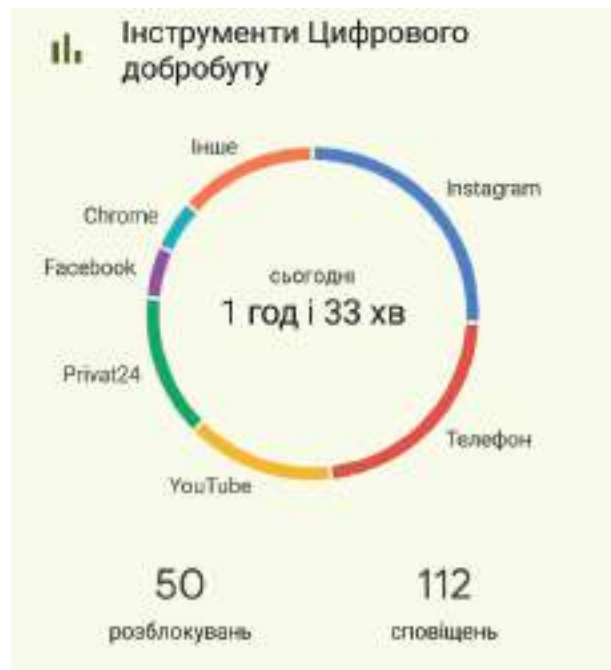 Інструменти Цифрового
добробуту
Інше
Instagram
Chrome
Facebook
сьогодні
1 год і 33 хв
Privat24
Телефон
YouTube
50
112
розблокувань
сповіщень